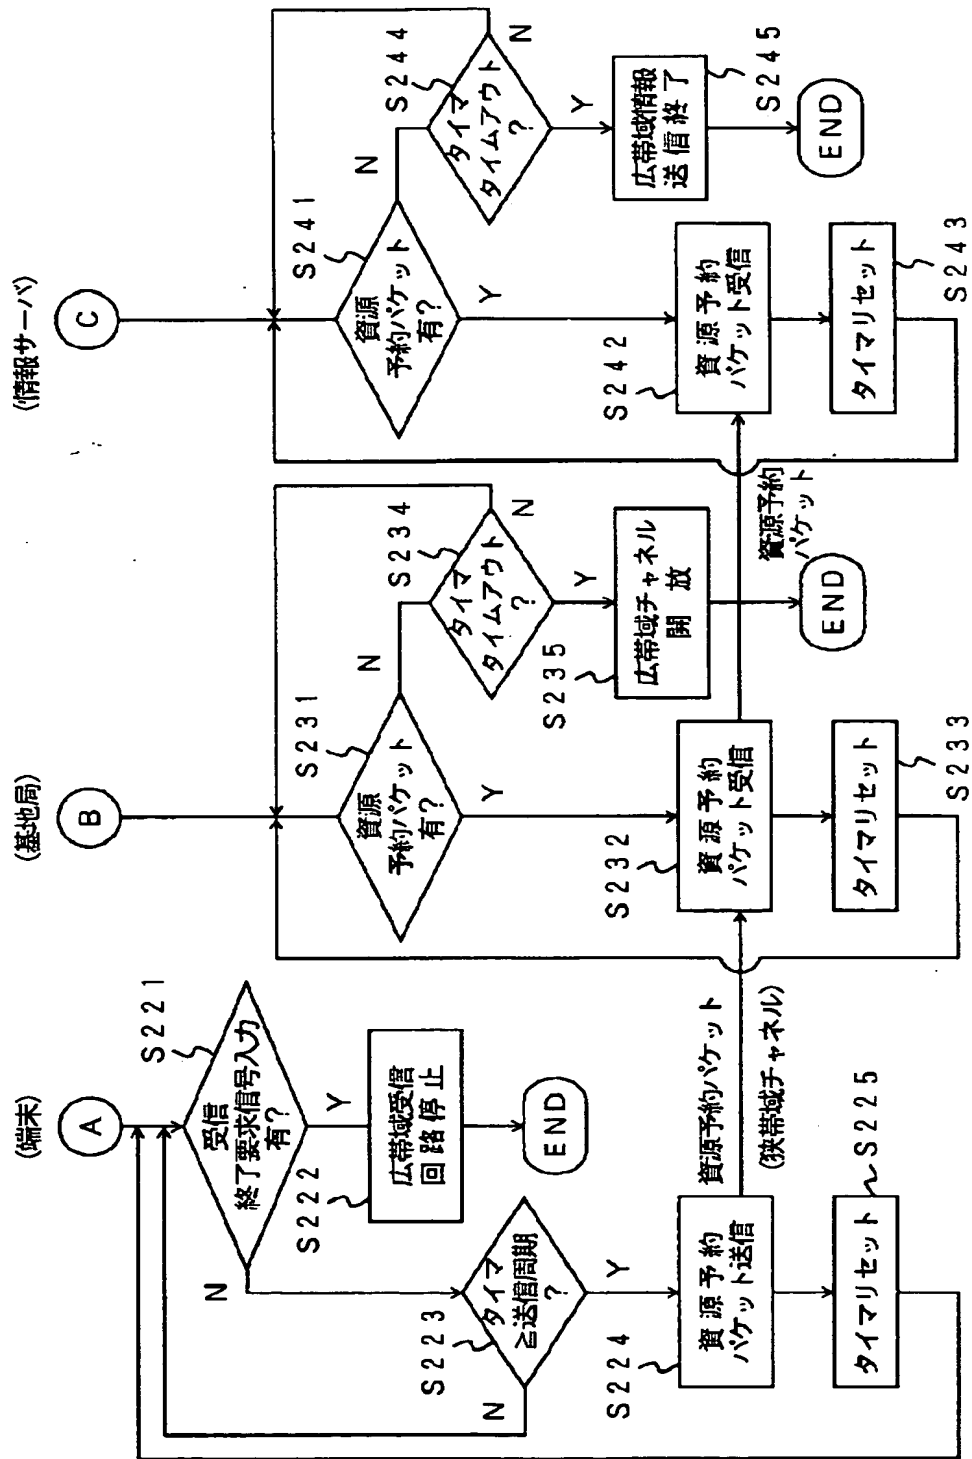 (端末)
A
受信
終了要求信号入力
有?
S221
Y
N
S222
広帯域受信
回路停止
END
S223
タイマ
≧送信周期
?
N
Y
S224
資源予約
パケット送信
タイマリセット
S225
資源予約パケット
(狭帯域チャネル)
(基地局)
B
資源
予約パケット
有?
S231
N
Y
タイマ
タイムアウト
?
S234
N
Y
S235
広帯域チャネル
開放
END
S232
資源予約
パケット受信
タイマリセット
S233
資源予約
パケット
(情報サーバ)
C
資源
予約パケット
有?
S241
N
Y
タイマ
タイムアウト
?
S244
N
Y
広帯域情報
送信終了
S245
END
S242
資源予約
パケット受信
タイマリセット
S243